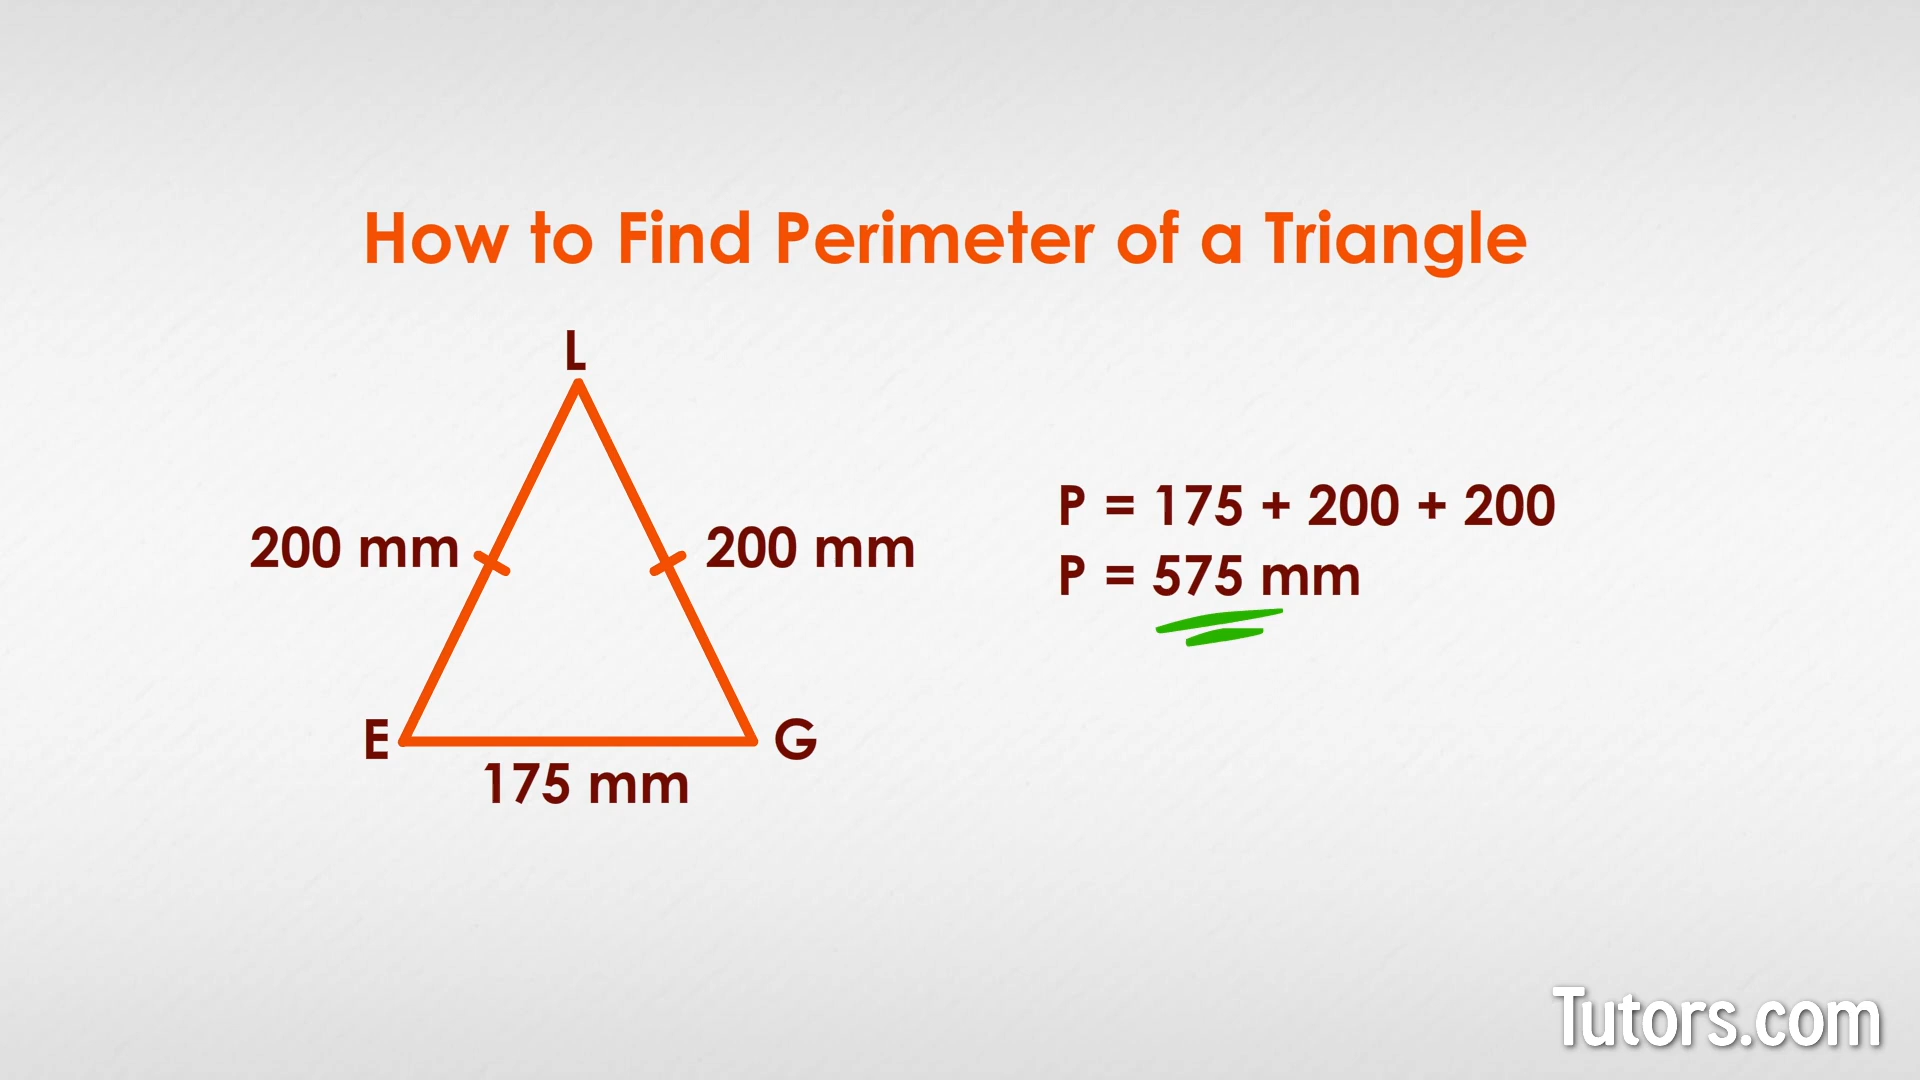 How to Find Perimeter of a Triangle
L
200 mm
200 mm
P = 175 + 200 + 200
P = 575 mm
E
G
175 mm
Tutors.com